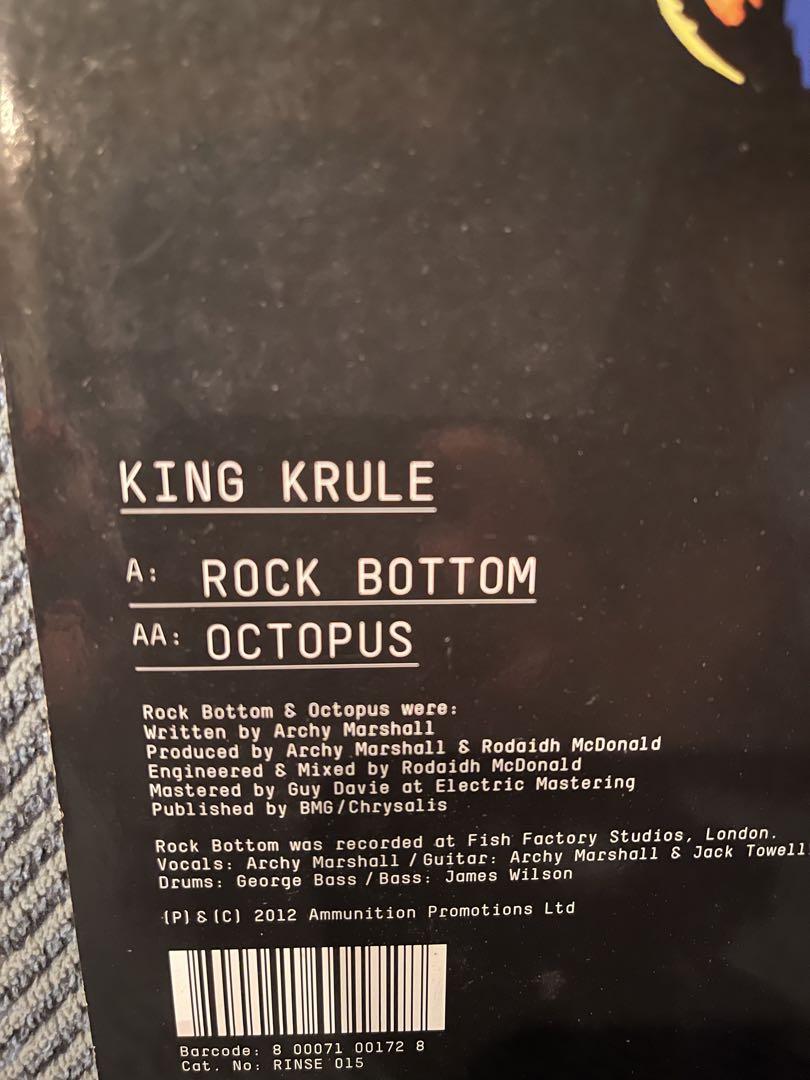 KING KRULE
A: ROCK BOTTOM
AA: OCTOPUS
Rock Bottom & Octopus were:
Written by Archy Marshall
Produced by Archy Marshall & Rodaidh McDonald
Engineered & Mixed by Rodaidh McDonald
Mastered by Guy Davie at Electric Mastering
Published by BMG/Chrysalis
Rock Bottom was recorded at Fish Factory Studios, London.
Vocals: Archy Marshall / Guitar: Archy Marshall & Jack Towell
Drums: George Bass / Bass: James Wilson
(P) & (C) 2012 Ammunition Promotions Ltd
Barcode: 8 00071 00172 8
Cat. No: RINSE 015